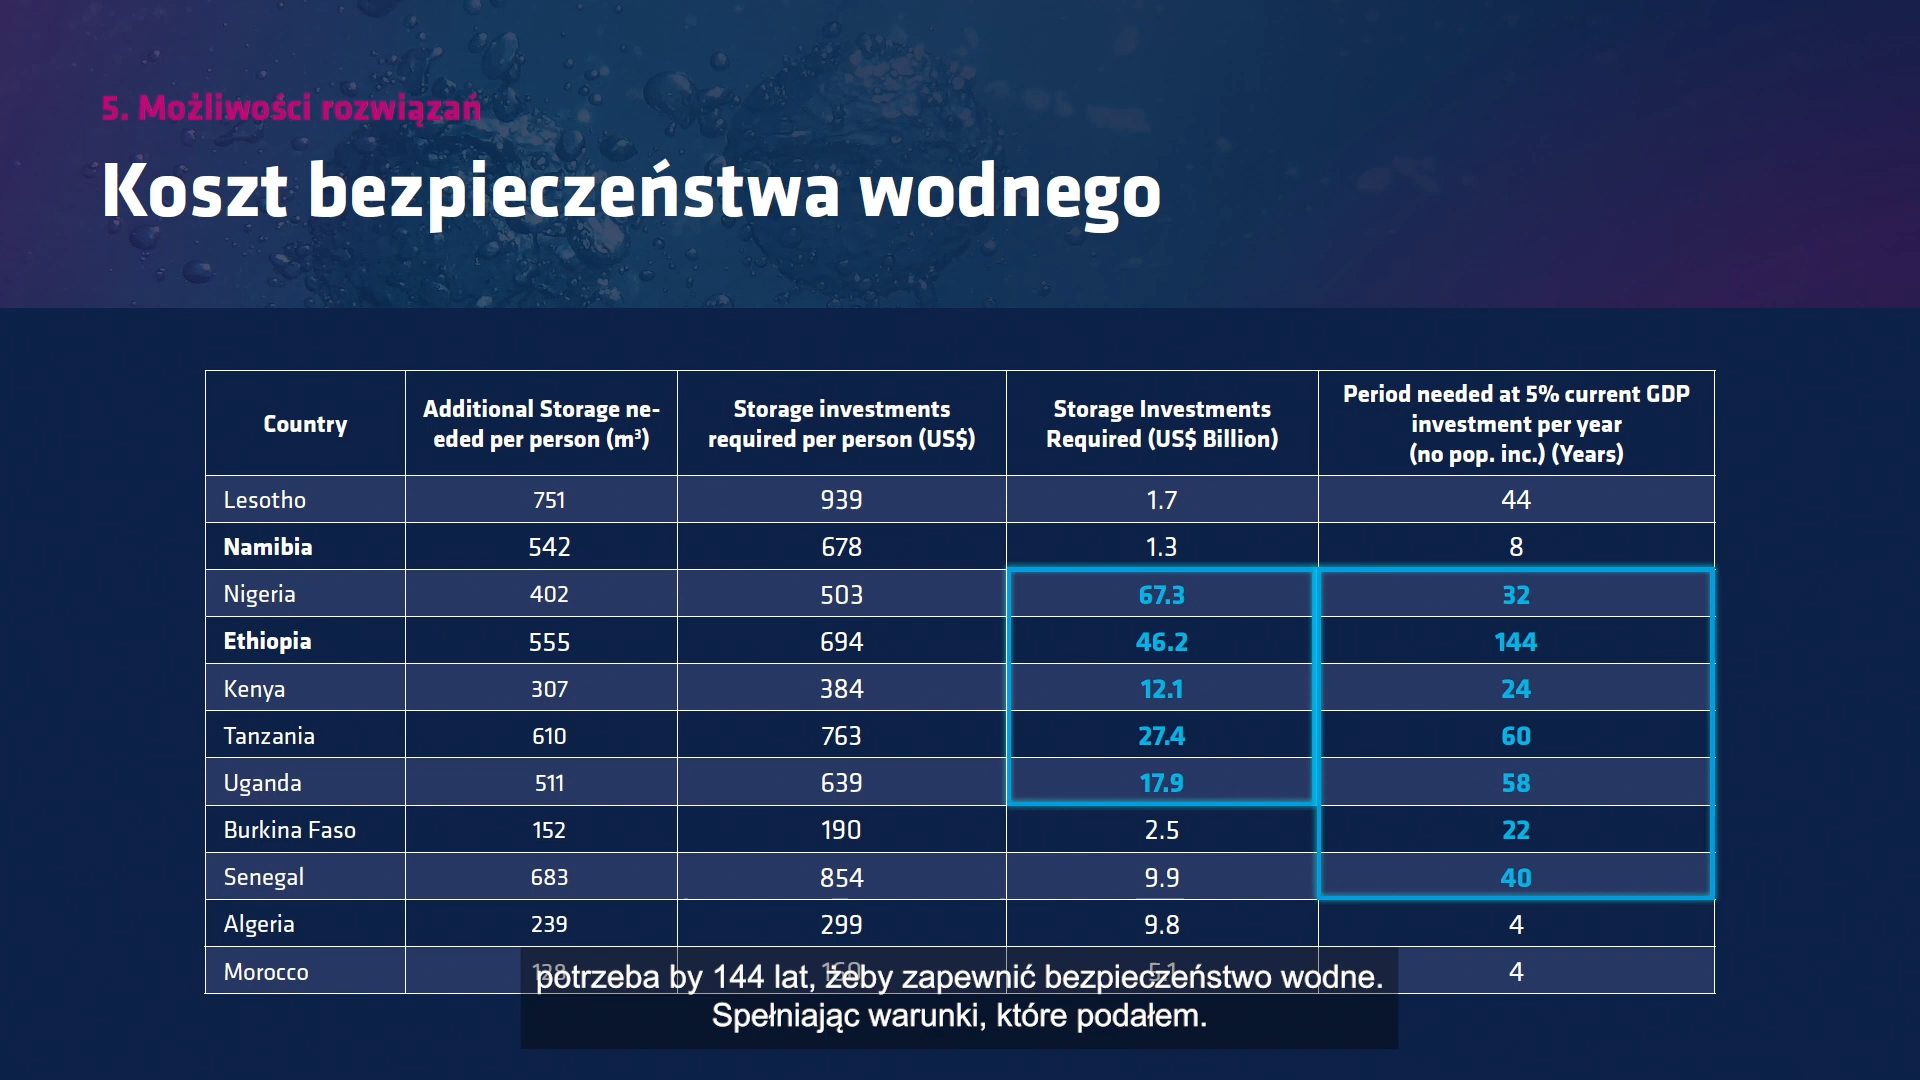 5. Możliwości rozwiązań
Koszt bezpieczeństwa wodnego
Country
Additional Storage ne-
eded per person (m³)
Storage investments
required per person (US$)
Storage Investments
Required (US$ Billion)
Period needed at 5% current GDP
investment per year
(no pop. inc.) (Years)
Lesotho 751 939 1.7 44
Namibia 542 678 1.3 8
Nigeria 402 503 67.3 32
Ethiopia 555 694 46.2 144
Kenya 307 384 12.1 24
Tanzania 610 763 27.4 60
Uganda 511 639 17.9 58
Burkina Faso 152 190 2.5 22
Senegal 683 854 9.9 40
Algeria 239 299 9.8 4
Morocco 4
potrzeba by 144 lat, żeby zapewnić bezpieczeństwo wodne.
Spełniając warunki, które podałem.